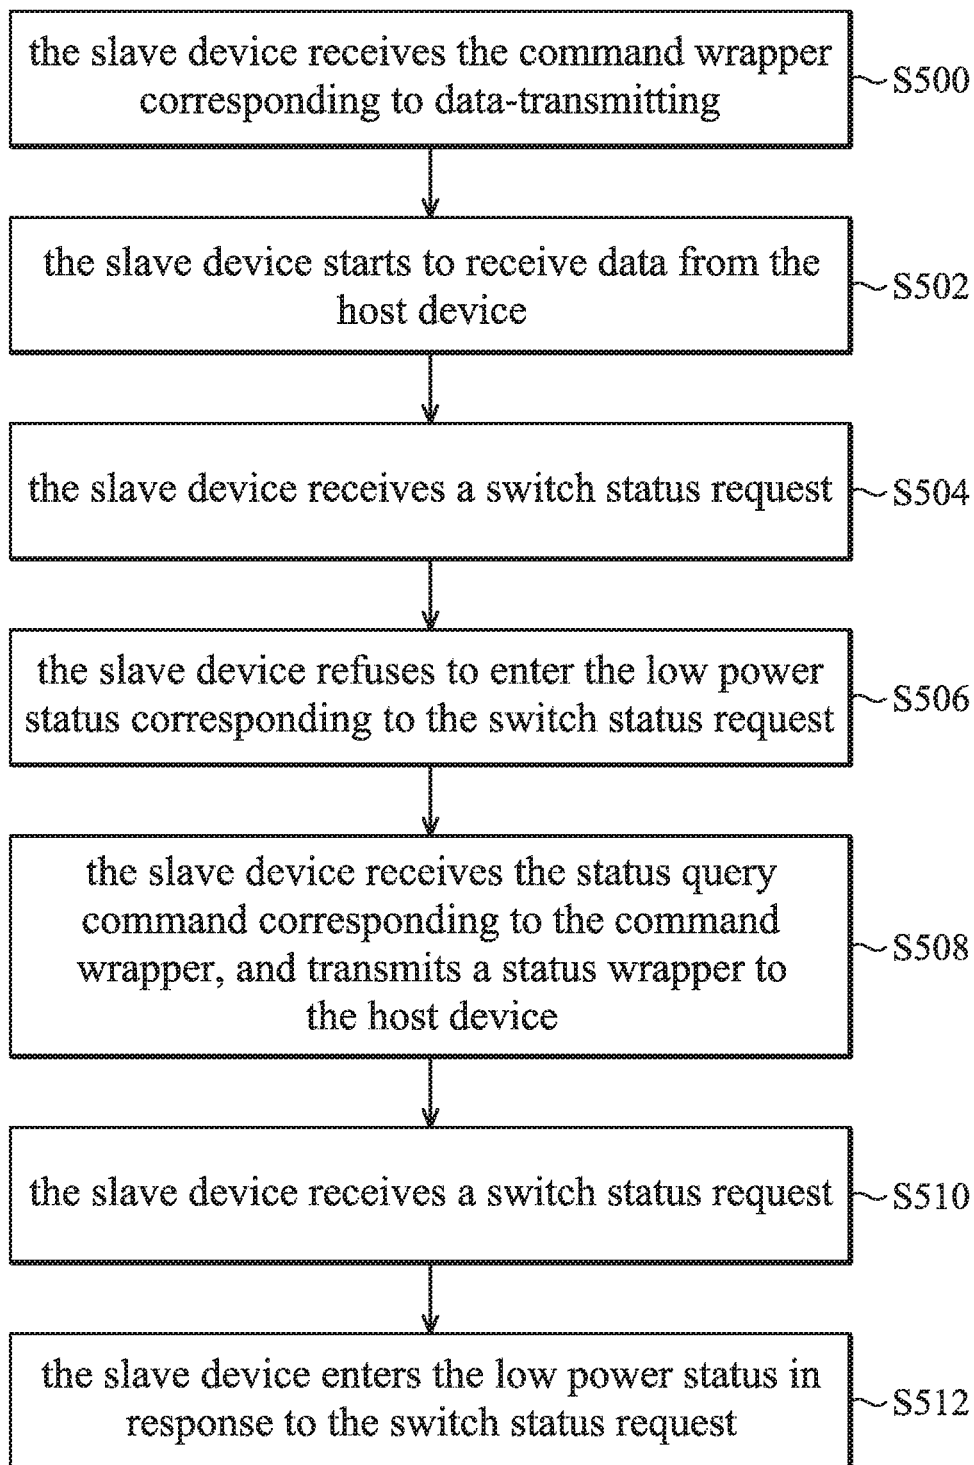 the slave device receives the command wrapper
corresponding to data-transmitting
S500
the slave device starts to receive data from the
host device
S502
the slave device receives a switch status request
S504
the slave device refuses to enter the low power
status corresponding to the switch status request
S506
the slave device receives the status query
command corresponding to the command
wrapper, and transmits a status wrapper to
the host device
S508
the slave device receives a switch status request
S510
the slave device enters the low power status in
response to the switch status request
S512